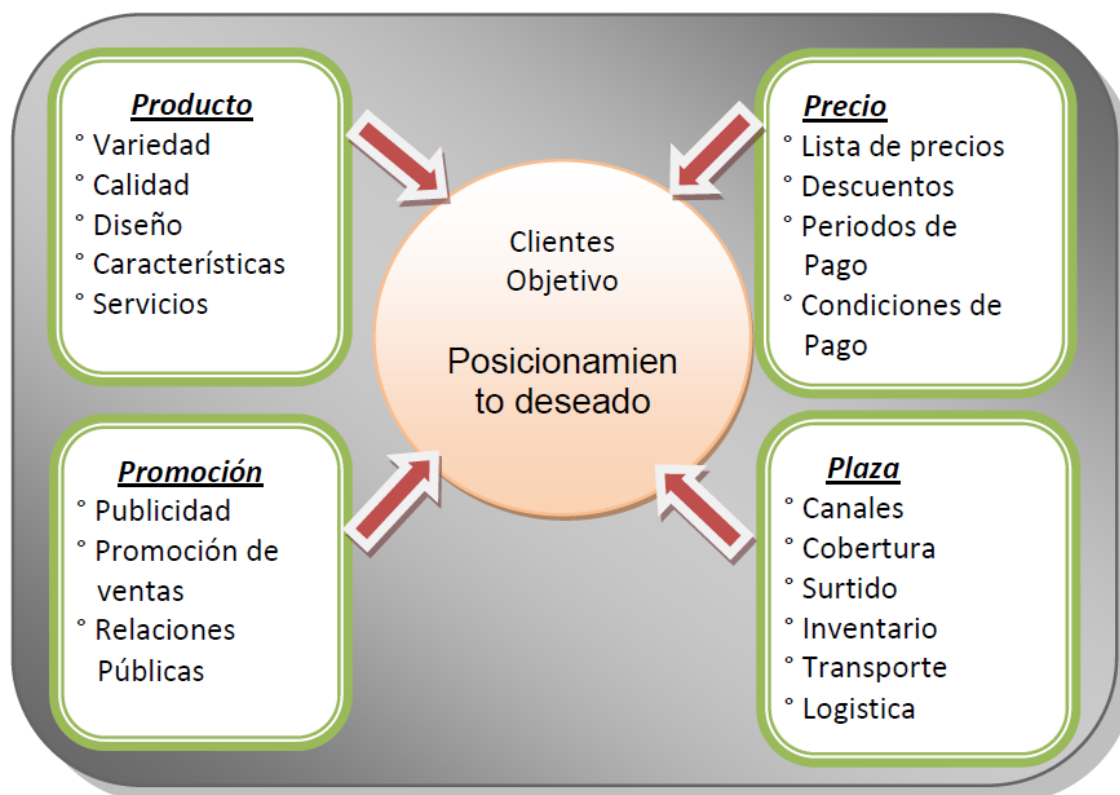 Producto
° Variedad
° Calidad
° Diseño
° Características
° Servicios
Precio
° Lista de precios
° Descuentos
° Periodos de
Pago
° Condiciones de
Pago
Clientes
Objetivo
Posicionamien
to deseado
Promoción
° Publicidad
° Promoción de
ventas
° Relaciones
Públicas
Plaza
° Canales
° Cobertura
° Surtido
° Inventario
° Transporte
° Logistica